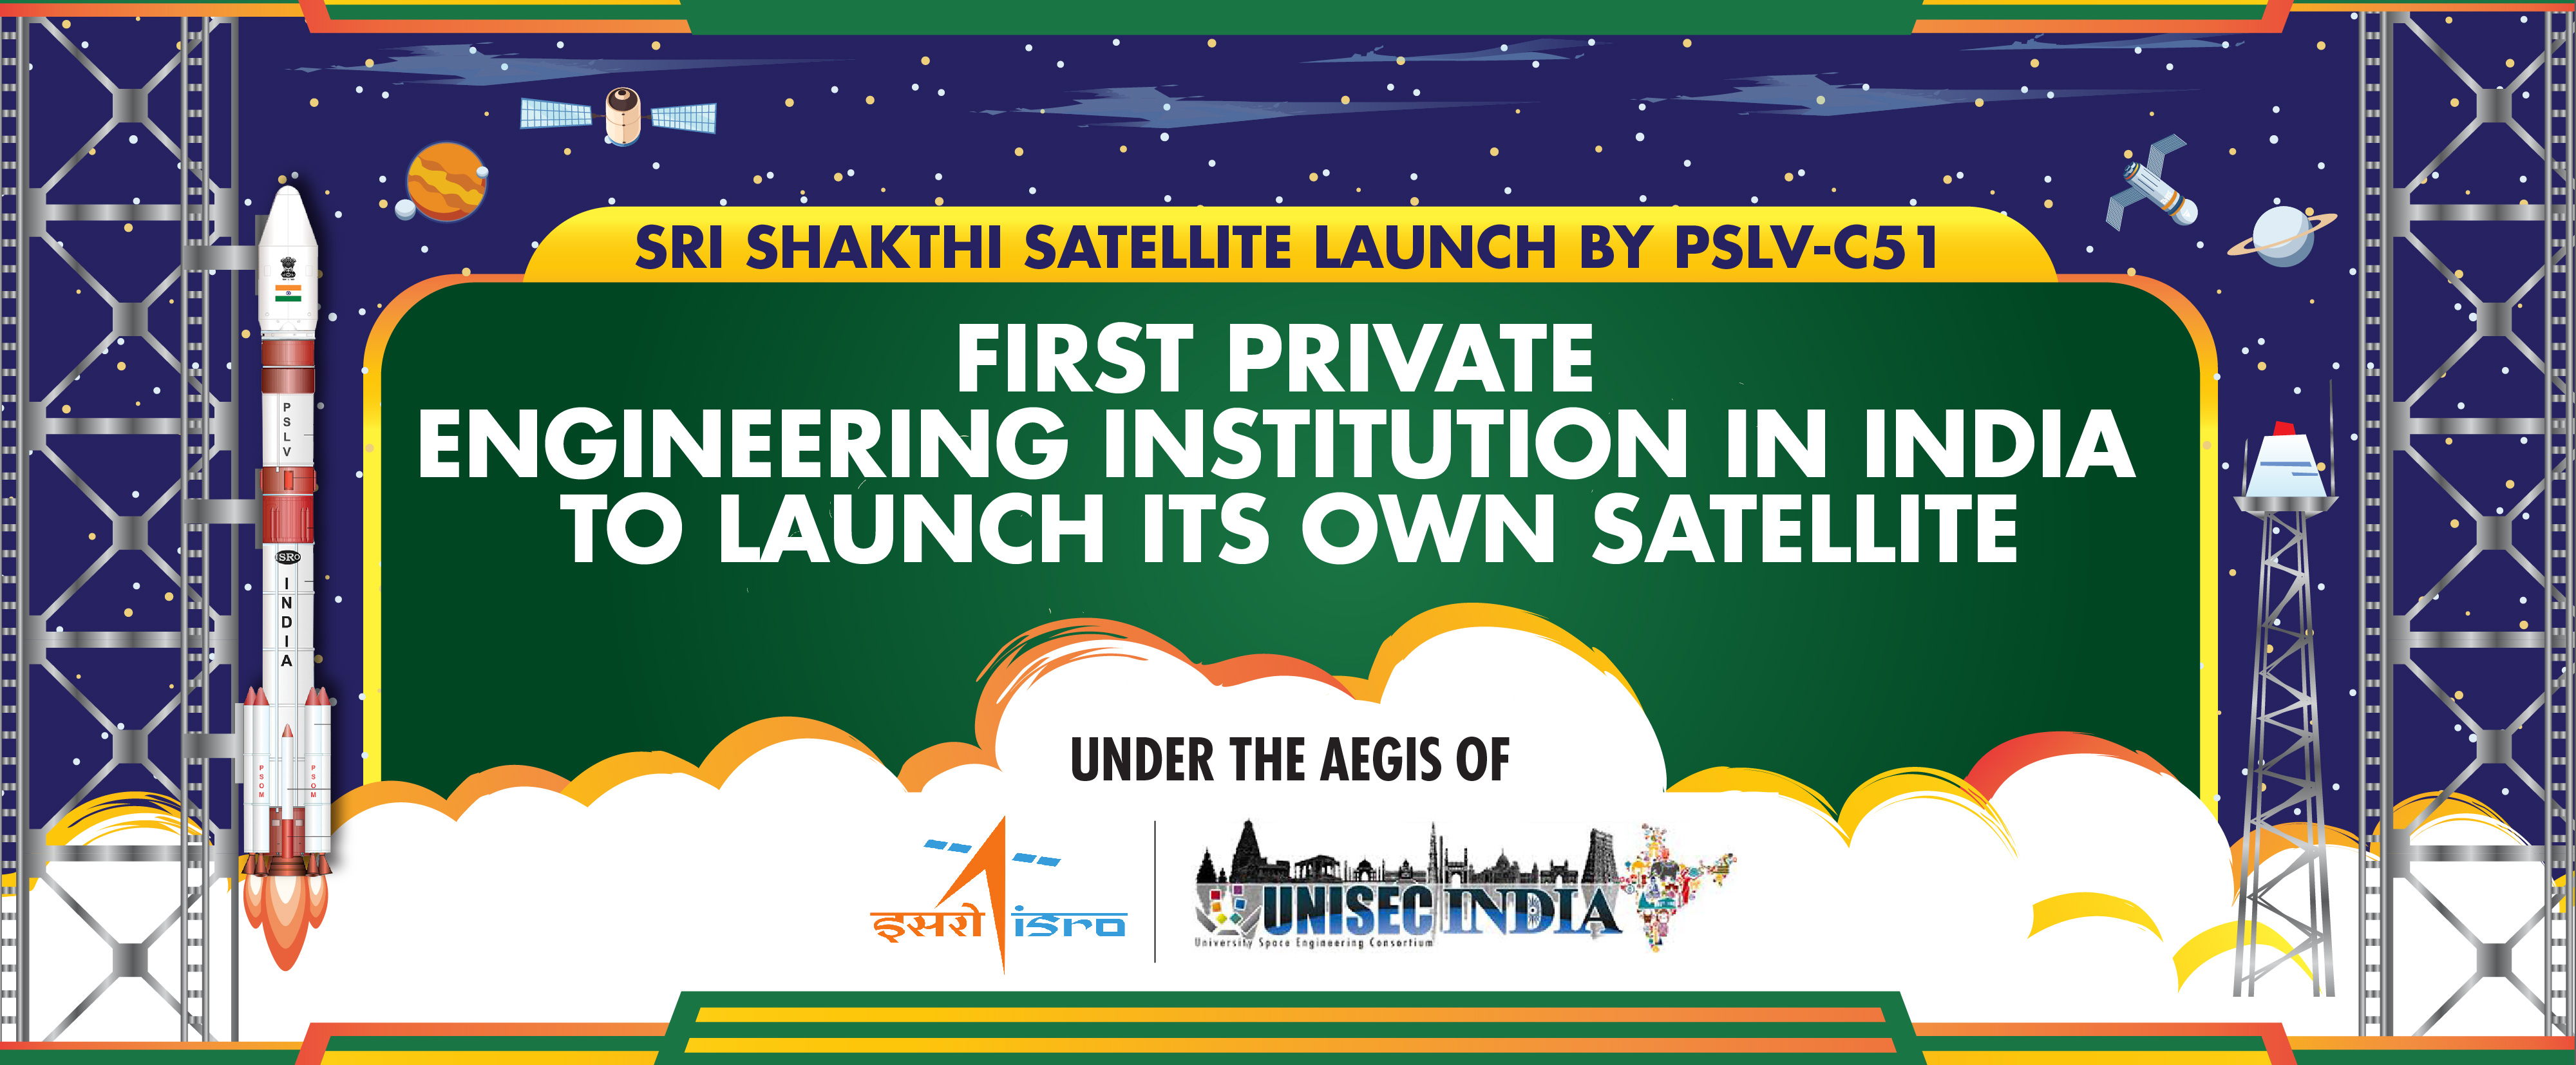 SRI SHAKTHI SATELLITE LAUNCH BY PSLV-C51
FIRST PRIVATE
ENGINEERING INSTITUTION IN INDIA
TO LAUNCH ITS OWN SATELLITE
PSLV
ISRO
INDIA
PSOM
PSOM
UNDER THE AEGIS OF
इसरो isro
UNISEC INDIA
University Space Engineering Consortium